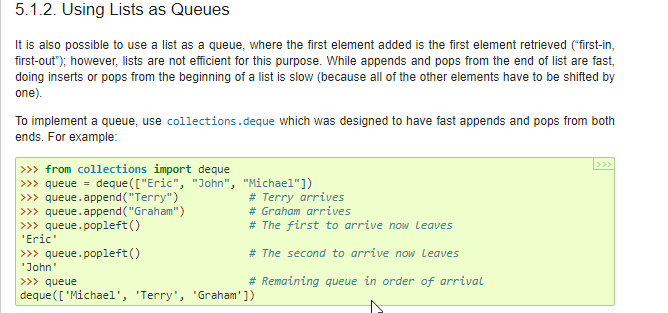 5.1.2. Using Lists as Queues
It is also possible to use a list as a queue, where the first element added is the first element retrieved (“first-in,
first-out”); however, lists are not efficient for this purpose. While appends and pops from the end of list are fast,
doing inserts or pops from the beginning of a list is slow (because all of the other elements have to be shifted by
one).
To implement a queue, use collections.deque which was designed to have fast appends and pops from both
ends. For example:
>>>
>>> from collections import deque
>>> queue = deque(["Eric", "John", "Michael"])
>>> queue.append("Terry")           # Terry arrives
>>> queue.append("Graham")          # Graham arrives
>>> queue.popleft()                 # The first to arrive now leaves
'Eric'
>>> queue.popleft()                 # The second to arrive now leaves
'John'
>>> queue                           # Remaining queue in order of arrival
deque(['Michael', 'Terry', 'Graham'])